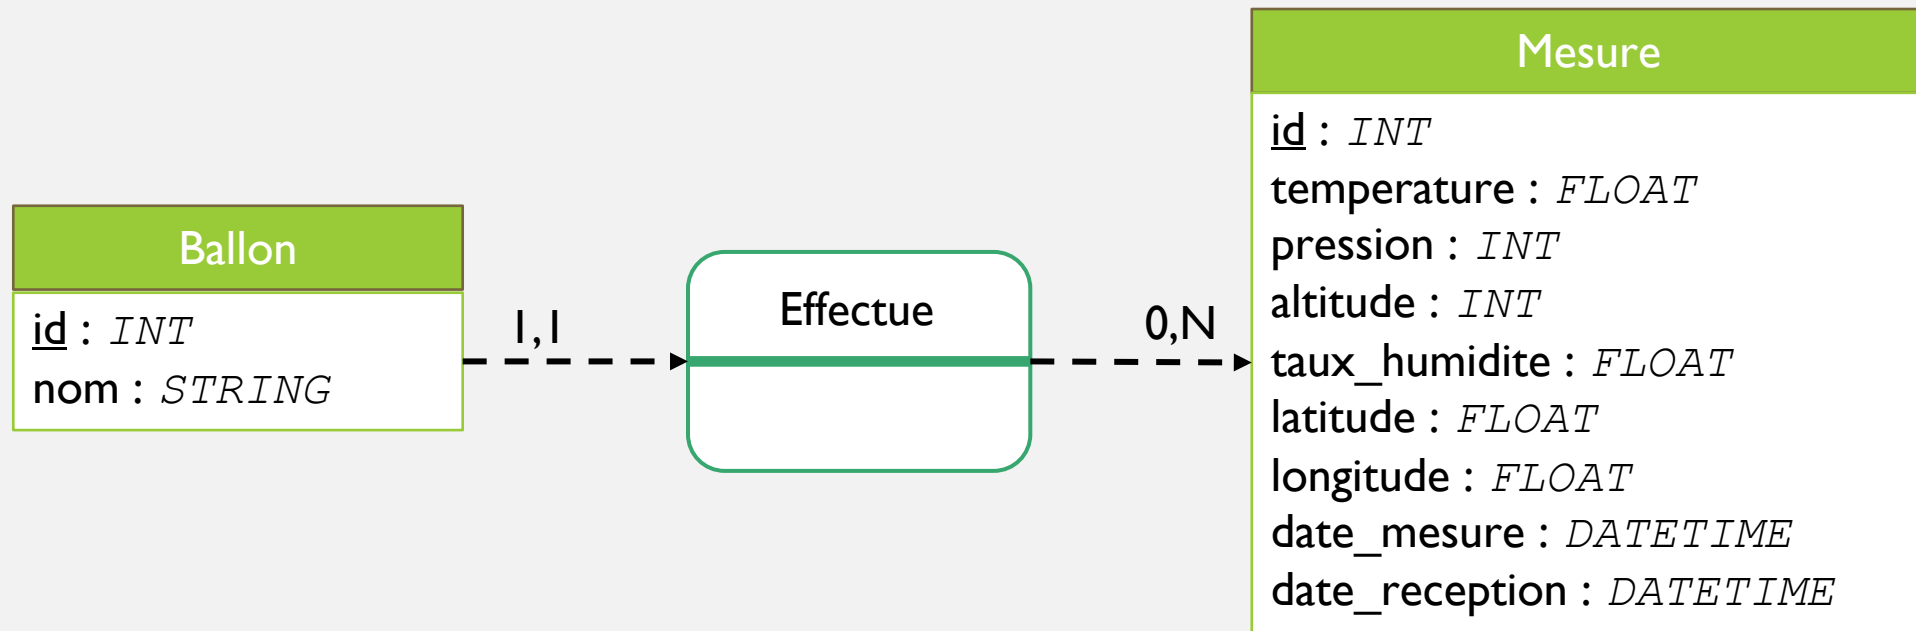 Ballon
id : INT
nom : STRING
1,1
Effectue
0,N
Mesure
id : INT
temperature : FLOAT
pression : INT
altitude : INT
taux_humidite : FLOAT
latitude : FLOAT
longitude : FLOAT
date_mesure : DATETIME
date_reception : DATETIME